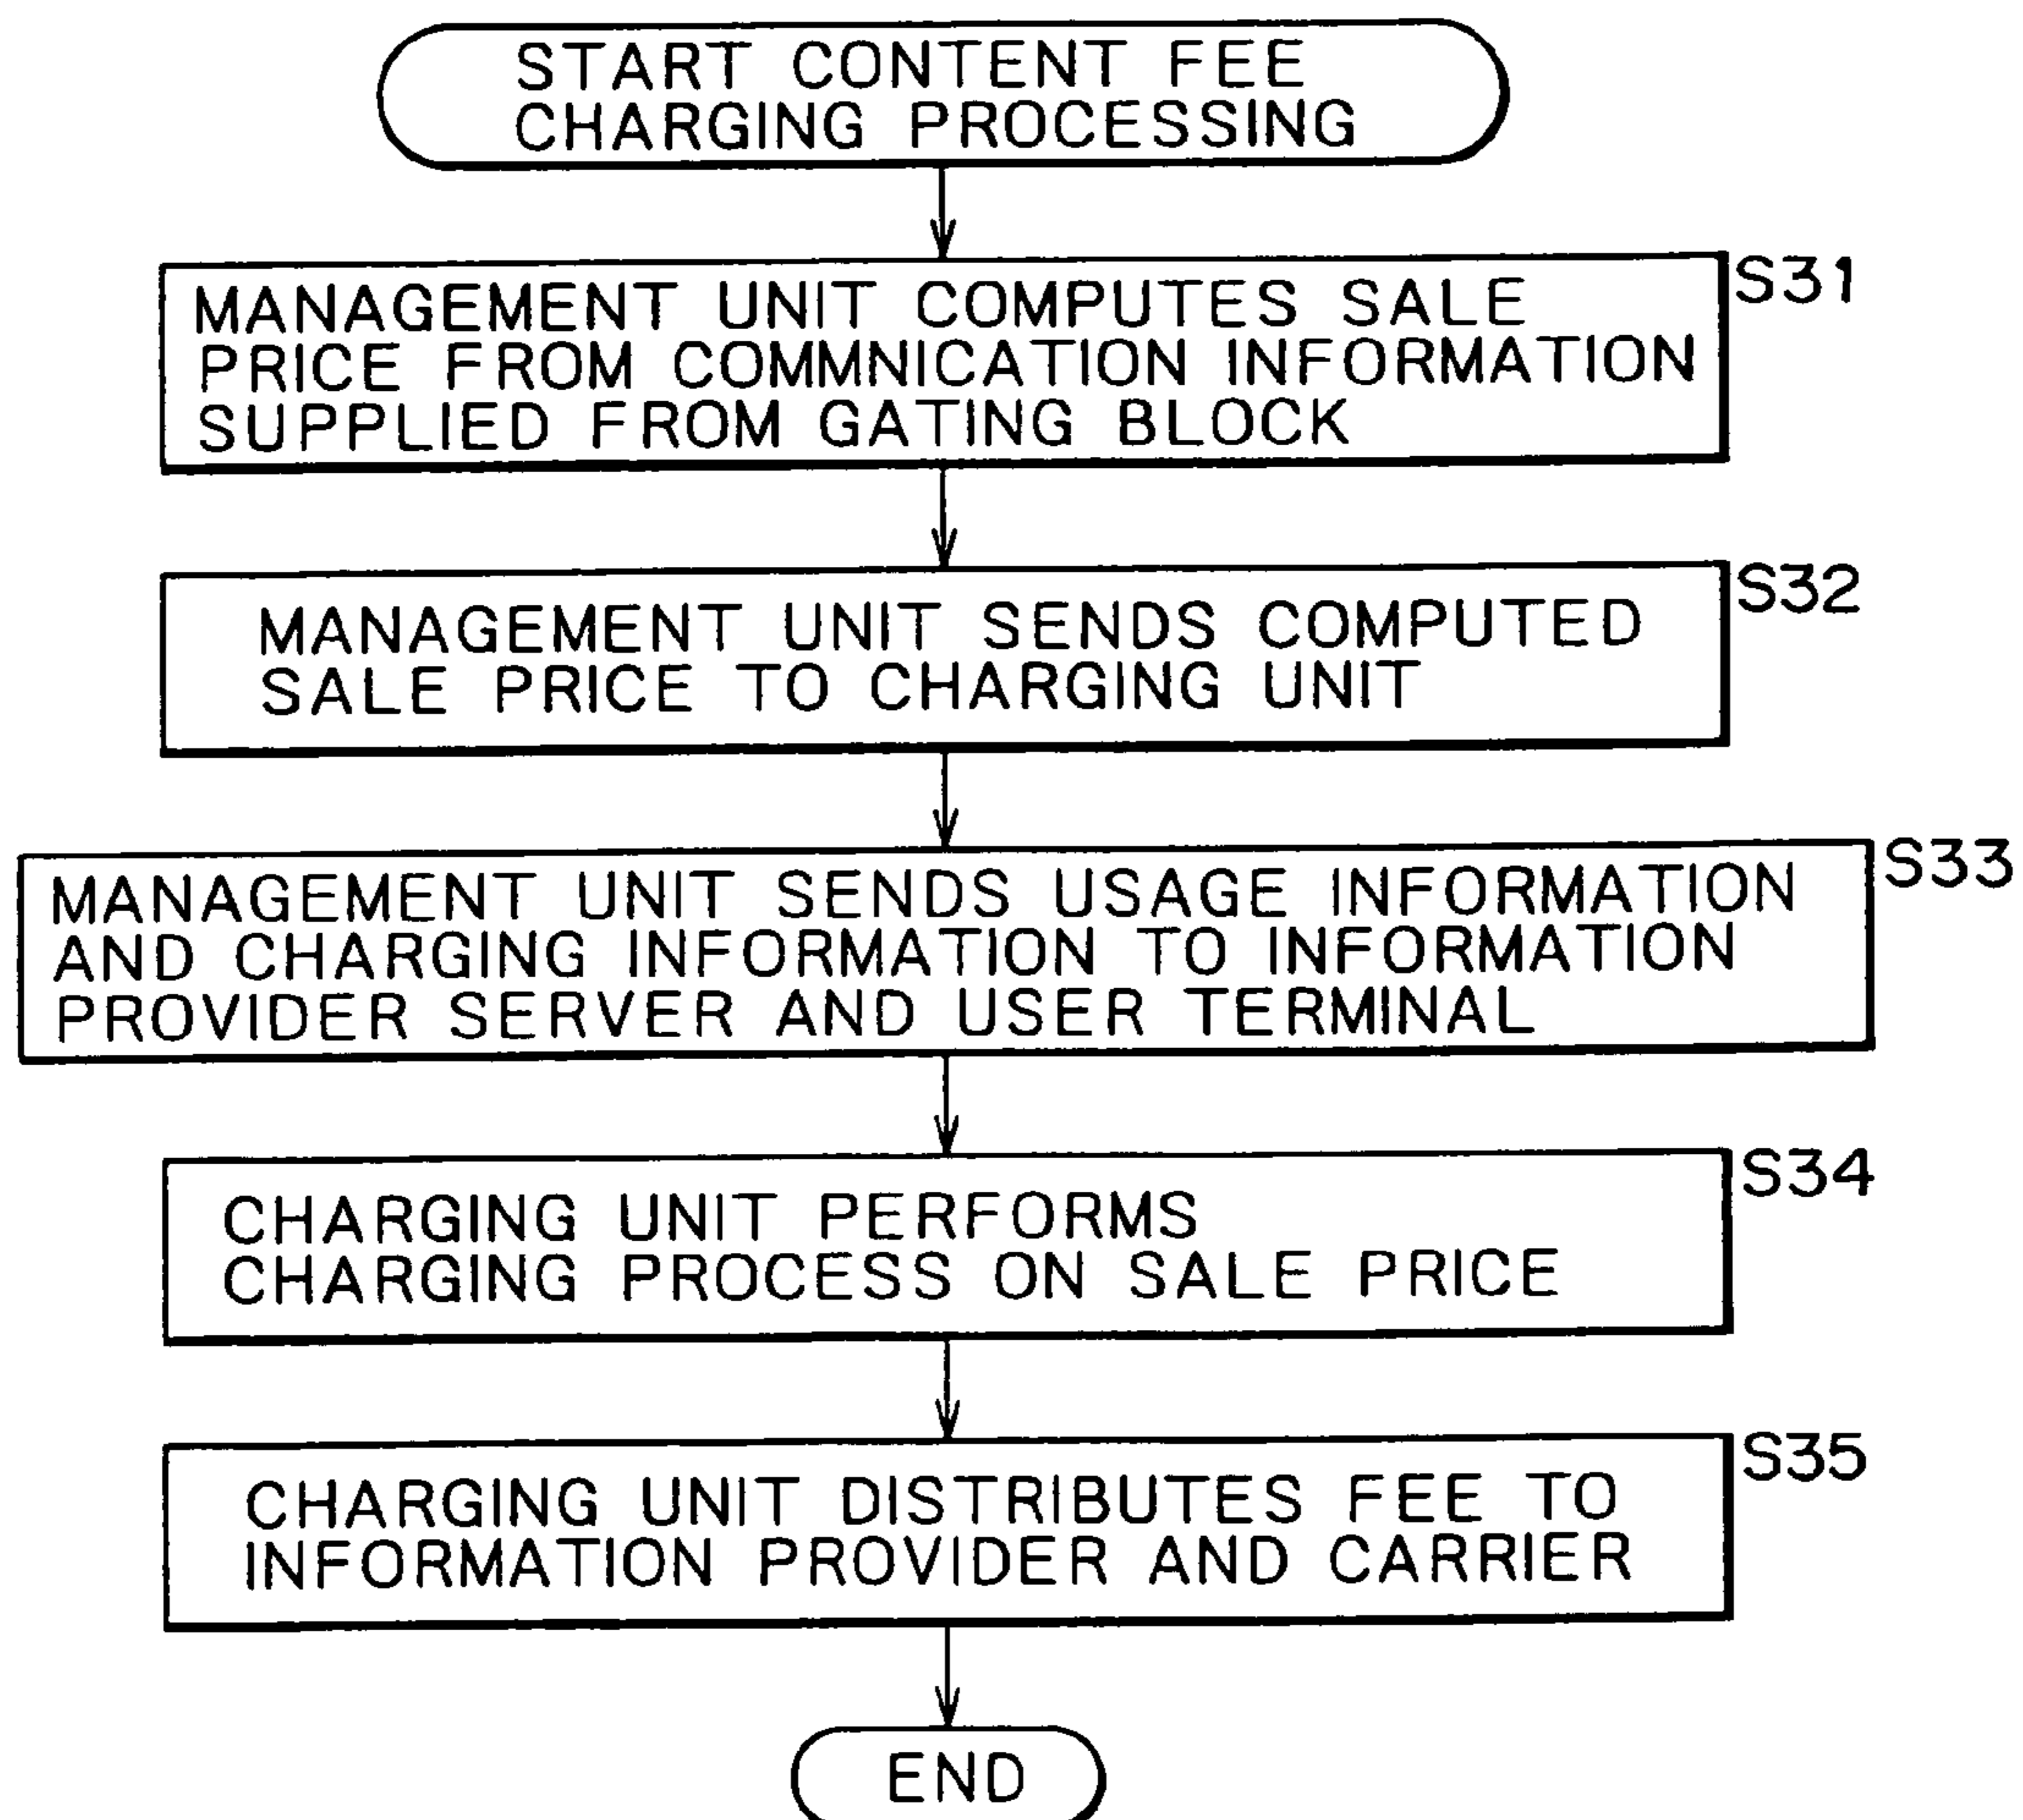 START CONTENT FEE
CHARGING PROCESSING
MANAGEMENT UNIT COMPUTES SALE
PRICE FROM COMMNICATION INFORMATION
SUPPLIED FROM GATING BLOCK
S31
MANAGEMENT UNIT SENDS COMPUTED
SALE PRICE TO CHARGING UNIT
S32
MANAGEMENT UNIT SENDS USAGE INFORMATION
AND CHARGING INFORMATION TO INFORMATION
PROVIDER SERVER AND USER TERMINAL
S33
CHARGING UNIT PERFORMS
CHARGING PROCESS ON SALE PRICE
S34
CHARGING UNIT DISTRIBUTES FEE TO
INFORMATION PROVIDER AND CARRIER
S35
END